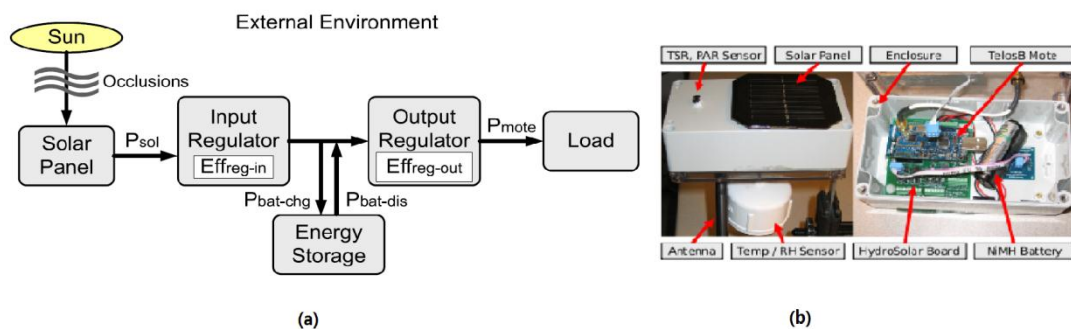 External Environment
Sun
Occlusions
Solar
Panel
Psol
Input
Regulator
Effreg-in
Output
Regulator
Effreg-out
Pmote
Load
Pbat-chg
Pbat-dis
Energy
Storage
(a)
TSR, PAR Sensor
Solar Panel
Enclosure
TelosB Mote
Antenna
Temp / RH Sensor
HydroSolar Board
NiMH Battery
(b)